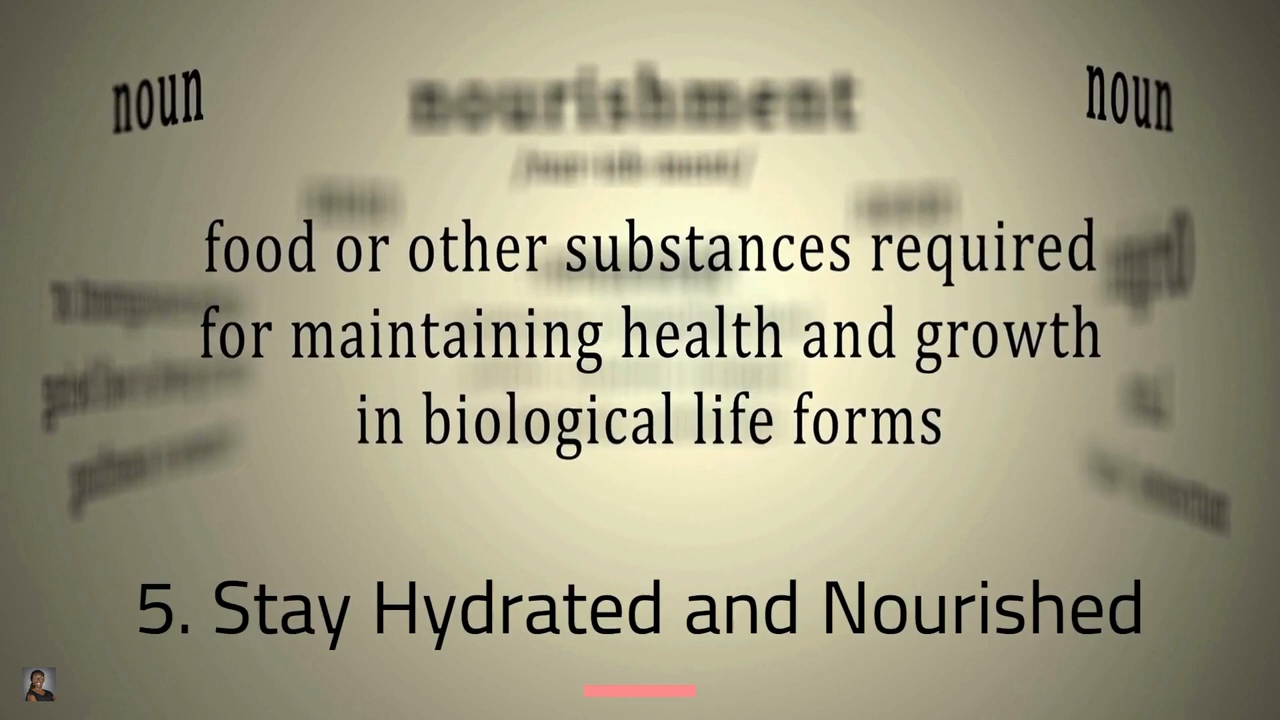 noun
noun
nourishment
food or other substances required
for maintaining health and growth
in biological life forms
5. Stay Hydrated and Nourished